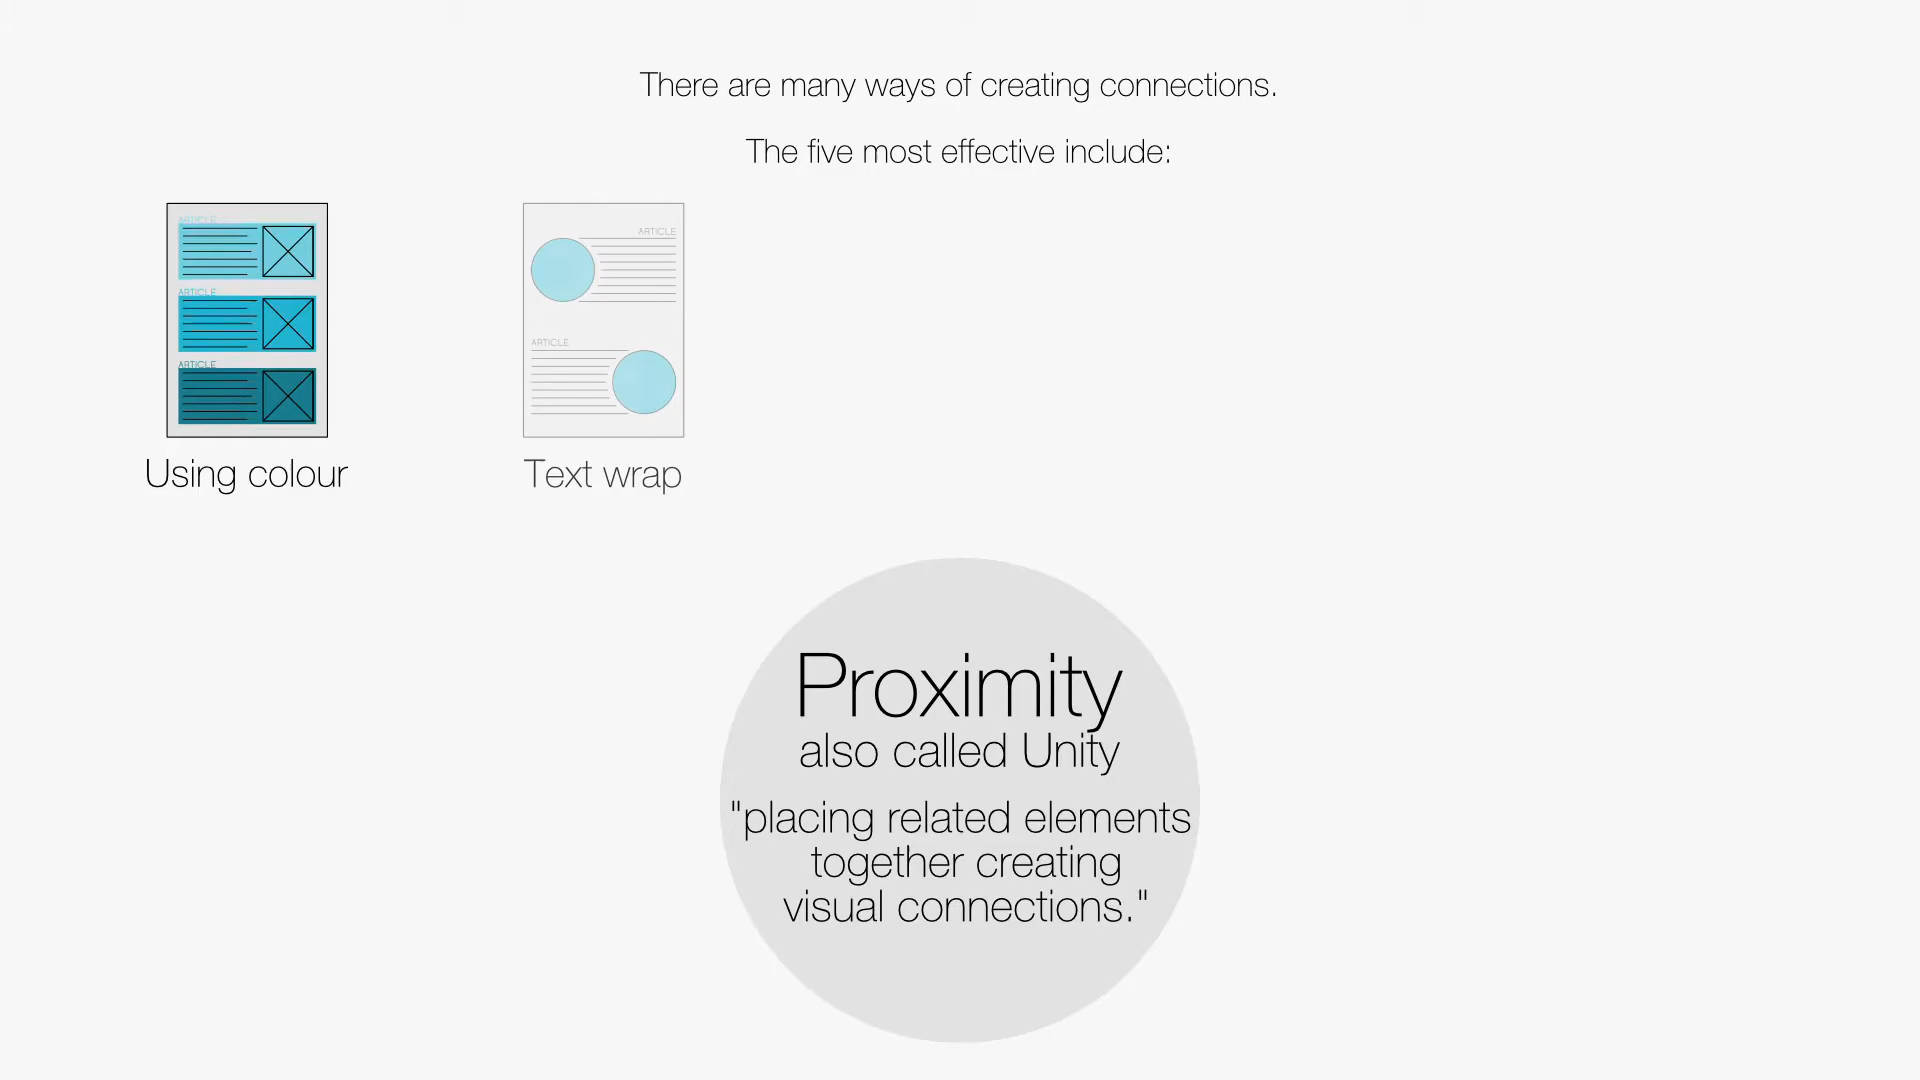 There are many ways of creating connections.
The five most effective include:
ARTICLE
ARTICLE
ARTICLE
Using colour
ARTICLE
ARTICLE
Text wrap
Proximity
also called Unity
"placing related elements
together creating
visual connections."